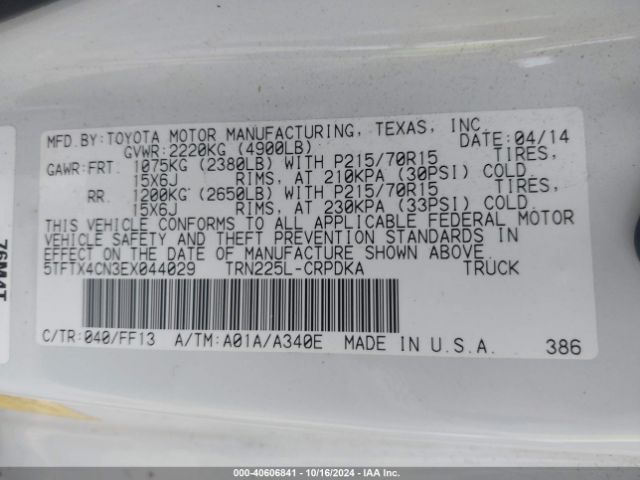 MFD.BY:TOYOTA MOTOR MANUFACTURING, TEXAS, INC.
GVWR:2220KG (4900LB) DATE:04/14
GAWR:FRT. 1075KG (2380LB) WITH P215/70R15 TIRES,
15X6J RIMS, AT 210KPA (30PSI) COLD.
RR. 1200KG (2650LB) WITH P215/70R15 TIRES,
15X6J RIMS, AT 230KPA (33PSI) COLD.
THIS VEHICLE CONFORMS TO ALL APPLICABLE FEDERAL MOTOR
VEHICLE SAFETY AND THEFT PREVENTION STANDARDS IN
EFFECT ON THE DATE OF MANUFACTURE SHOWN ABOVE.
5TFTX4CN3EX044029 TRN225L-CRPDKA TRUCK
C/TR:040/FF13 A/TM:A01A/A340E MADE IN U.S.A. 386
76M4T
000-40606841 - 10/16/2024 - IAA Inc.